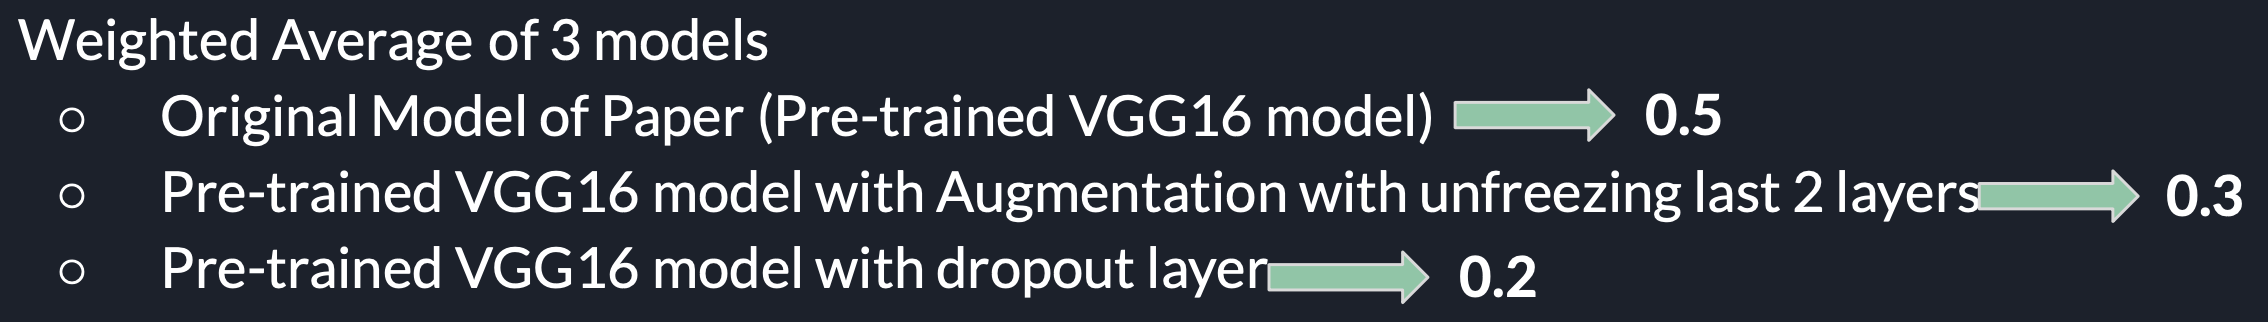 Weighted Average of 3 models
○ Original Model of Paper (Pre-trained VGG16 model) 0.5
○ Pre-trained VGG16 model with Augmentation with unfreezing last 2 layers 0.3
○ Pre-trained VGG16 model with dropout layer 0.2